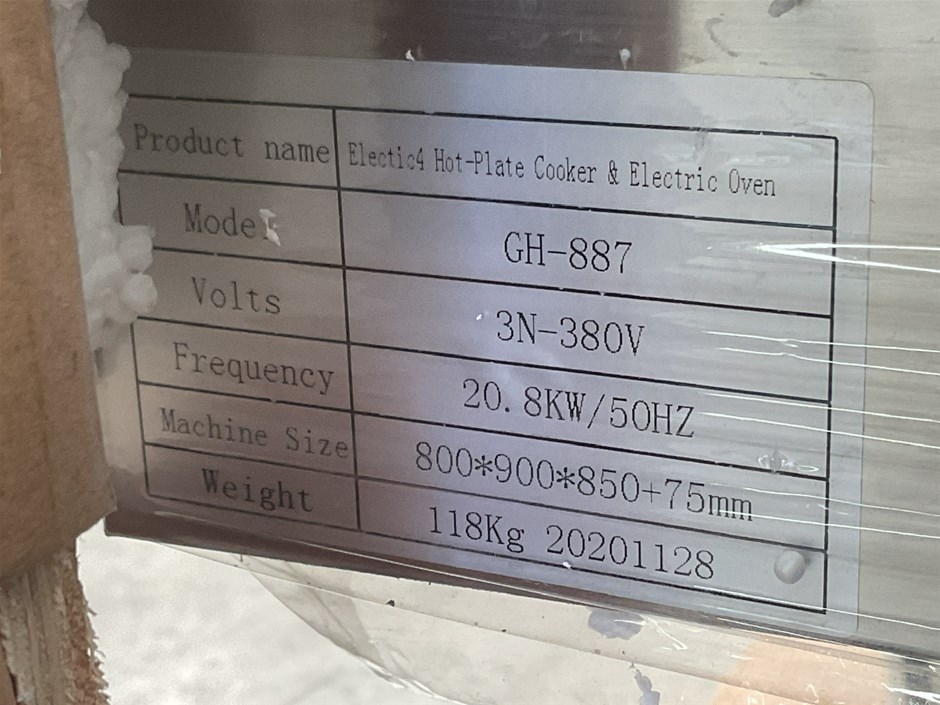 Product name Electic4 Hot-Plate Cooker & Electric Oven
Model GH-887
Volts 3N-380V
Frequency 20.8KW/50HZ
Machine Size 800*900*850+75mm
Weight 118Kg 20201128